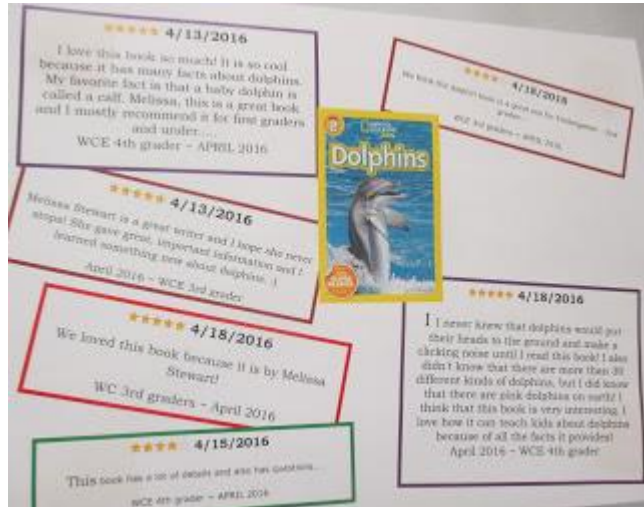 ★★★★★ 4/13/2016
I love this book so much! It is so cool
because it has many facts about dolphins.
My favorite fact is that a baby dolphin is
called a calf. Melissa, this is a great book
and I mostly recommend it for first graders
and under....
WCE 4th grader ~ APRIL 2016
★★★★★ 4/13/2016
Melissa Stewart is a great writer and I hope she never
stops! She gave great, important information and I
learned something new about dolphins. :)
April 2016 ~ WCE 3rd grader
★★★★★ 4/18/2016
We loved this book because it is by Melissa
Stewart!
WC 3rd graders ~ April 2016
★★★★ 4/15/2016
This book has a lot of details and also has questions...
WCE 4th grader ~ APRIL 2016
2
Dolphins
★★★★ 4/18/2016
We think this book is a great one for
grader.
WCE 3rd graders ~ APRIL 2016
★★★★★ 4/18/2016
I I never knew that dolphins would put
their heads to the ground and make a
clicking noise until I read this book! I also
didn't know that there are more than 30
different kinds of dolphins, but I did know
that there are pink dolphins on earth! I
think that this book is very interesting. I
love how it can teach kids about dolphins
because of all the facts it provides!
April 2016 ~ WCE 4th grader